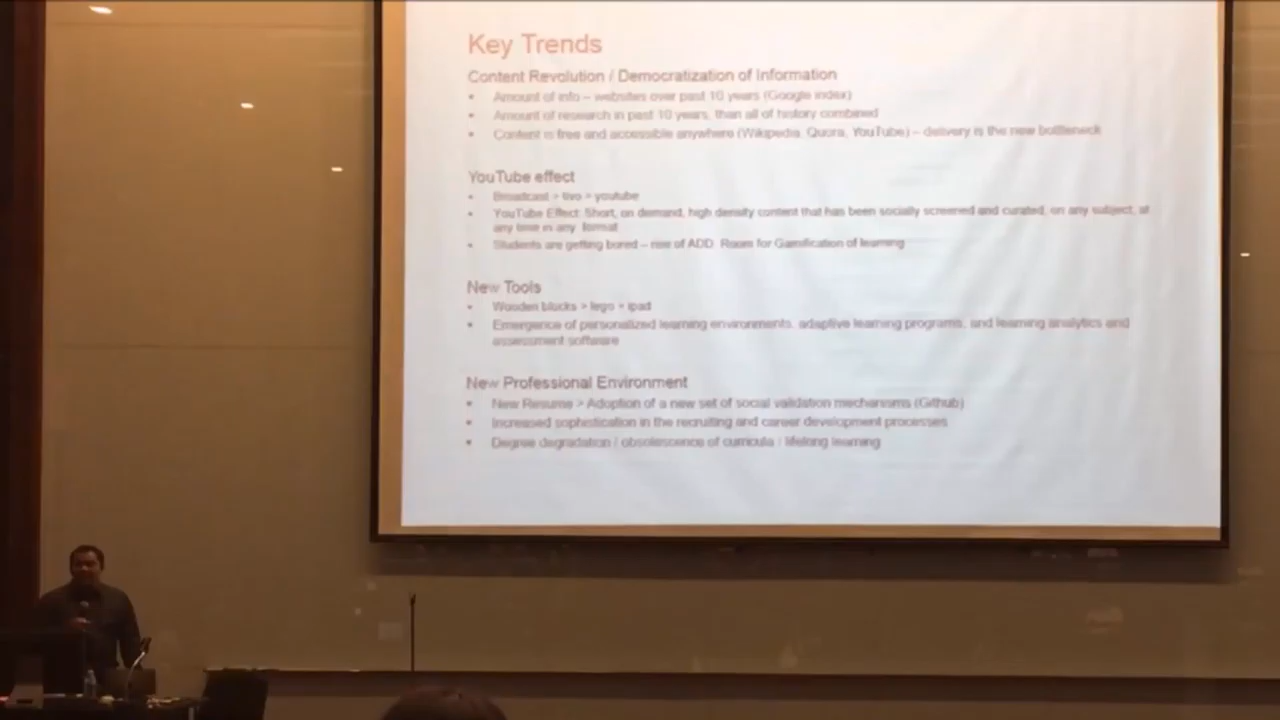 Key Trends
Content Revolution / Democratization of Information
• Amount of info – websites over past 10 years (Google index)
• Amount of research in past 10 years, than all of history combined
• Content is free and accessible anywhere (Wikipedia, Quora, YouTube) – delivery is the new bottleneck
YouTube effect
• Broadcast > tivo > youtube
• YouTube Effect: Short, on demand, high density content that has been socially screened and curated, on any subject, at
any time in any format
• Students are getting bored – rise of ADD. Room for Gamification of learning
New Tools
• Wooden blocks > lego > ipad
• Emergence of personalized learning environments, adaptive learning programs, and learning analytics and
assessment software
New Professional Environment
• New Resume > Adoption of a new set of social validation mechanisms (Github)
• Increased sophistication in the recruiting and career development processes
• Degree degradation / obsolescence of curricula / lifelong learning